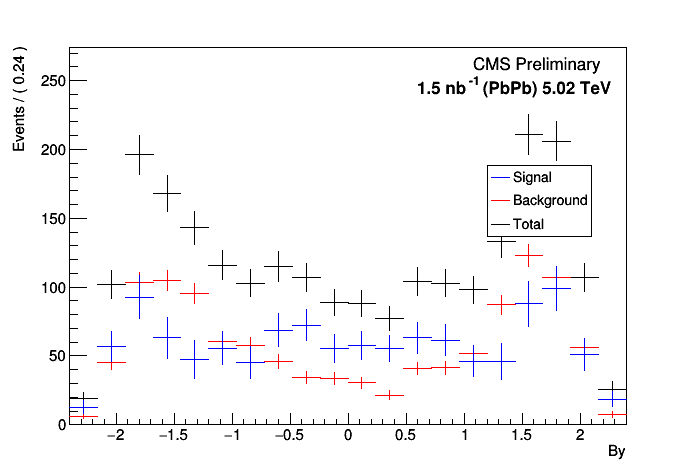 CMS Preliminary
1.5 nb⁻¹ (PbPb) 5.02 TeV
Events / ( 0.24 )
250
200
150
100
50
0
Signal
Background
Total
−2 −1.5 −1 −0.5 0 0.5 1 1.5 2
By